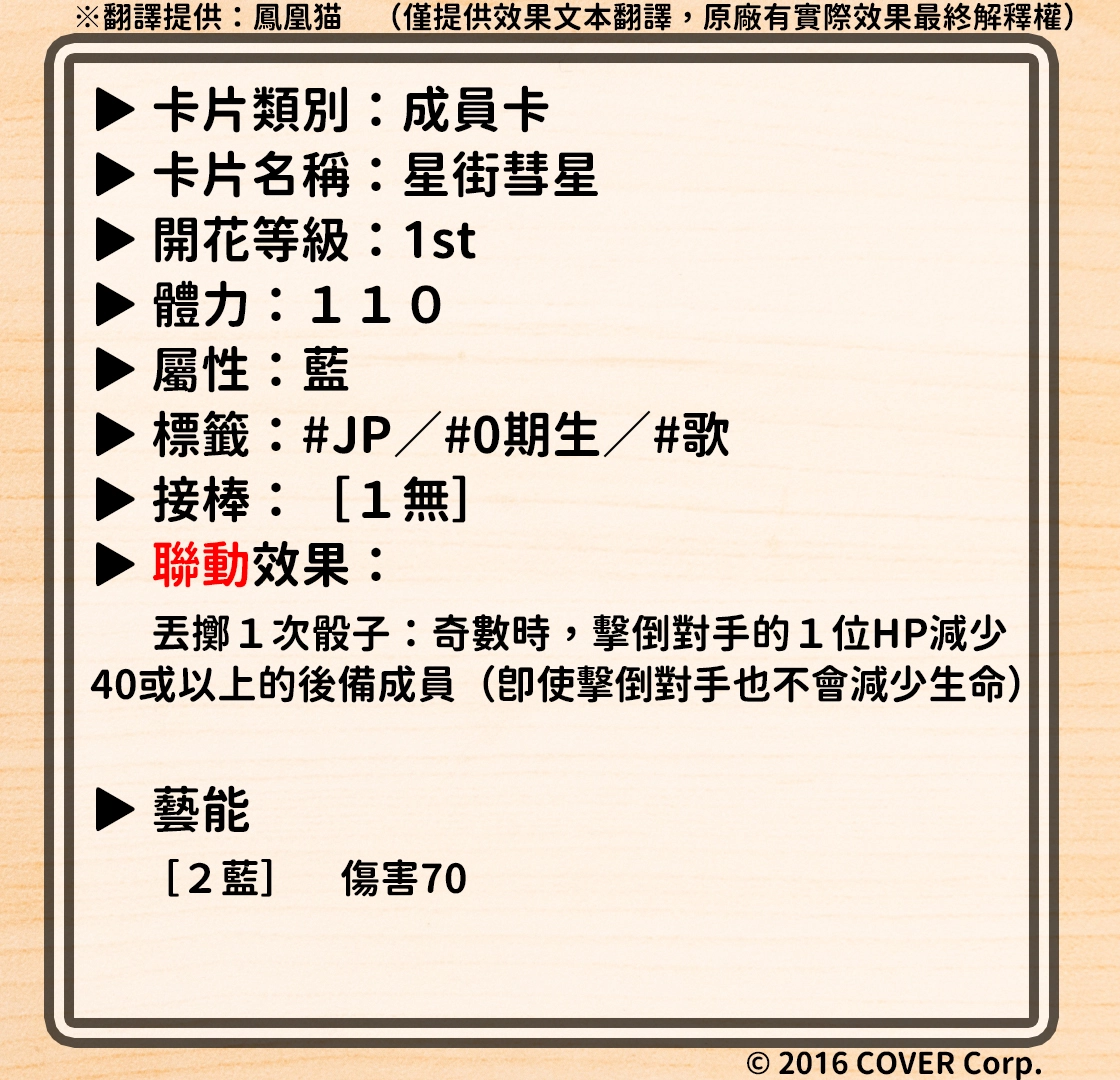 ※翻譯提供：鳳凰猫　（僅提供效果文本翻譯，原廠有實際效果最終解釋權）
▶ 卡片類別：成員卡
▶ 卡片名稱：星街彗星
▶ 開花等級：1st
▶ 體力：１１０
▶ 屬性：藍
▶ 標籤：#JP／#0期生／#歌
▶ 接棒：［１無］
▶ 聯動效果：
丟擲１次骰子：奇數時，擊倒對手的１位HP減少
40或以上的後備成員（即使擊倒對手也不會減少生命）
▶ 藝能
［２藍］　傷害70
© 2016 COVER Corp.